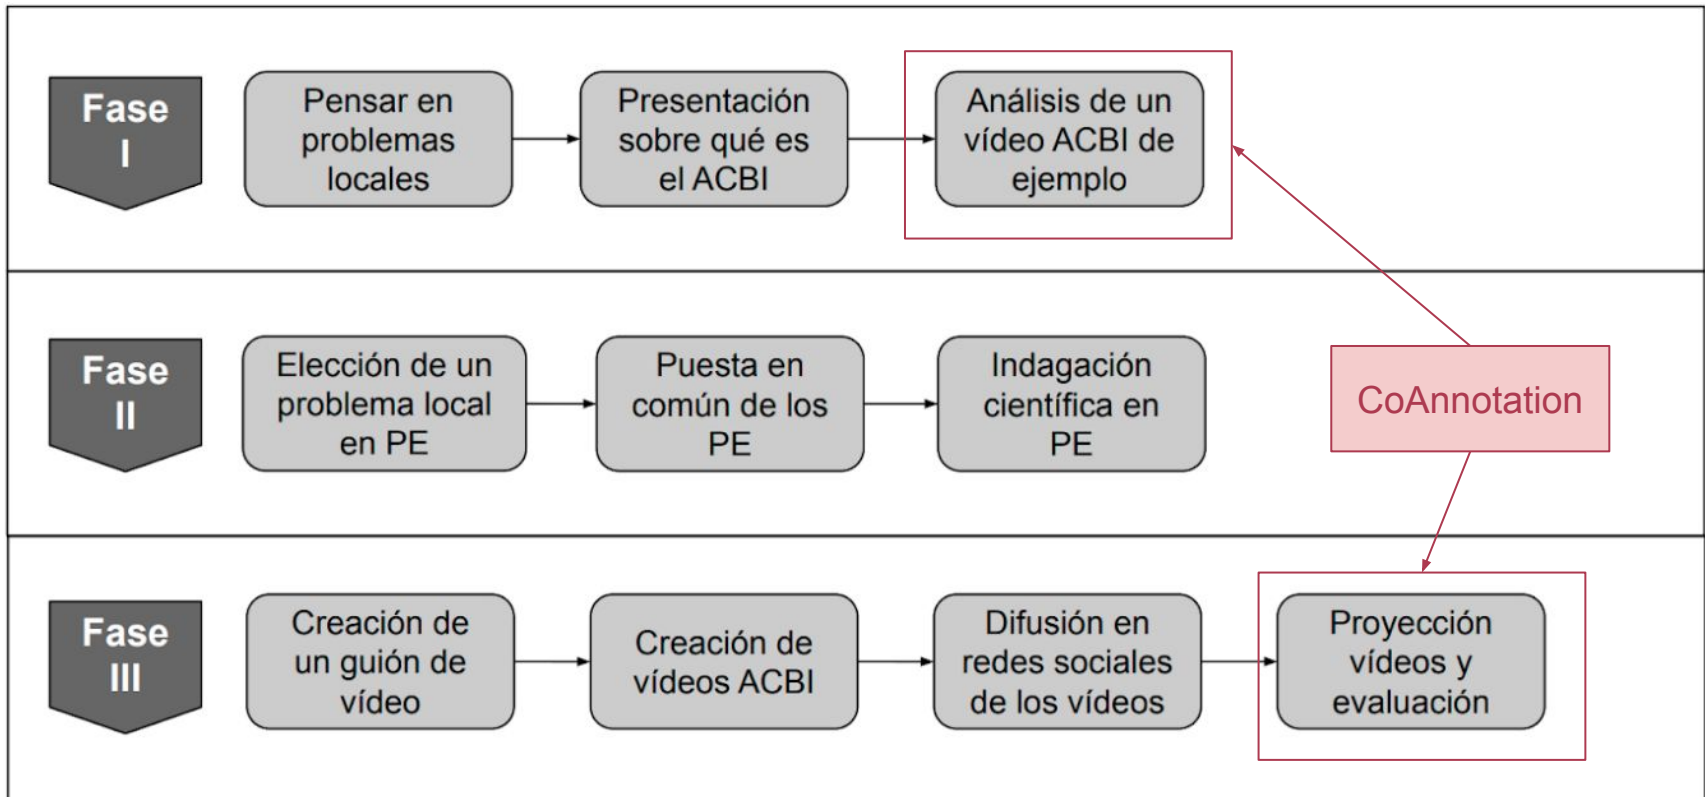 Fase
I
Pensar en
problemas
locales
Presentación
sobre qué es
el ACBI
Análisis de un
vídeo ACBI de
ejemplo
Fase
II
Elección de un
problema local
en PE
Puesta en
común de los
PE
Indagación
científica en
PE
CoAnnotation
Fase
III
Creación de
un guión de
vídeo
Creación de
vídeos ACBI
Difusión en
redes sociales
de los vídeos
Proyección
vídeos y
evaluación